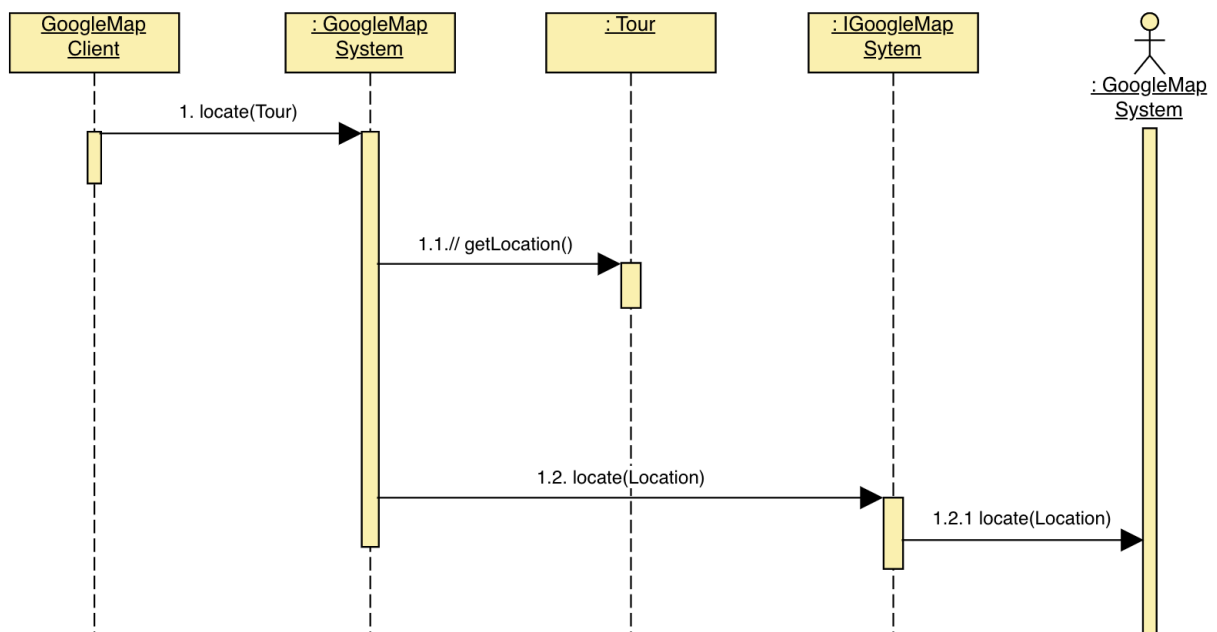 GoogleMap
Client
: GoogleMap
System
: Tour
: IGoogleMap
Sytem
: GoogleMap
System
1. locate(Tour)
1.1.// getLocation()
1.2. locate(Location)
1.2.1 locate(Location)